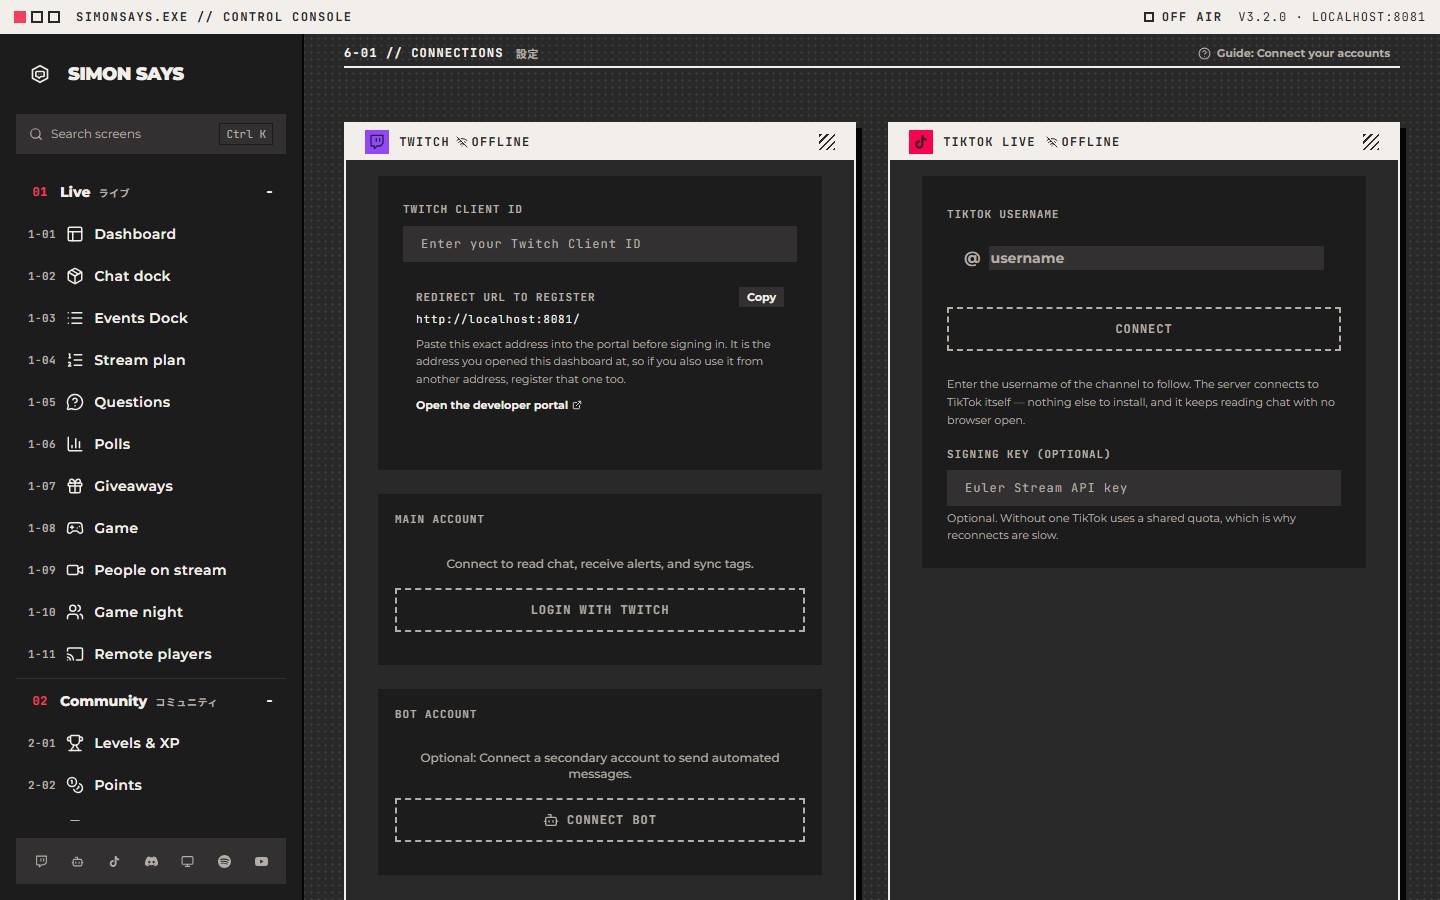 SIMONSAYS.EXE // CONTROL CONSOLE
OFF AIR V3.2.0 · LOCALHOST:8081
SIMON SAYS
Search screens Ctrl K
01 Live ライブ -
1-01 Dashboard
1-02 Chat dock
1-03 Events Dock
1-04 Stream plan
1-05 Questions
1-06 Polls
1-07 Giveaways
1-08 Game
1-09 People on stream
1-10 Game night
1-11 Remote players
02 Community コミュニティ -
2-01 Levels & XP
2-02 Points
6-01 // CONNECTIONS 設定
Guide: Connect your accounts
TWITCH OFFLINE
TWITCH CLIENT ID
Enter your Twitch Client ID
REDIRECT URL TO REGISTER Copy
http://localhost:8081/
Paste this exact address into the portal before signing in. It is the
address you opened this dashboard at, so if you also use it from
another address, register that one too.
Open the developer portal
MAIN ACCOUNT
Connect to read chat, receive alerts, and sync tags.
LOGIN WITH TWITCH
BOT ACCOUNT
Optional: Connect a secondary account to send automated
messages.
CONNECT BOT
TIKTOK LIVE OFFLINE
TIKTOK USERNAME
@ username
CONNECT
Enter the username of the channel to follow. The server connects to
TikTok itself — nothing else to install, and it keeps reading chat with no
browser open.
SIGNING KEY (OPTIONAL)
Euler Stream API key
Optional. Without one TikTok uses a shared quota, which is why
reconnects are slow.